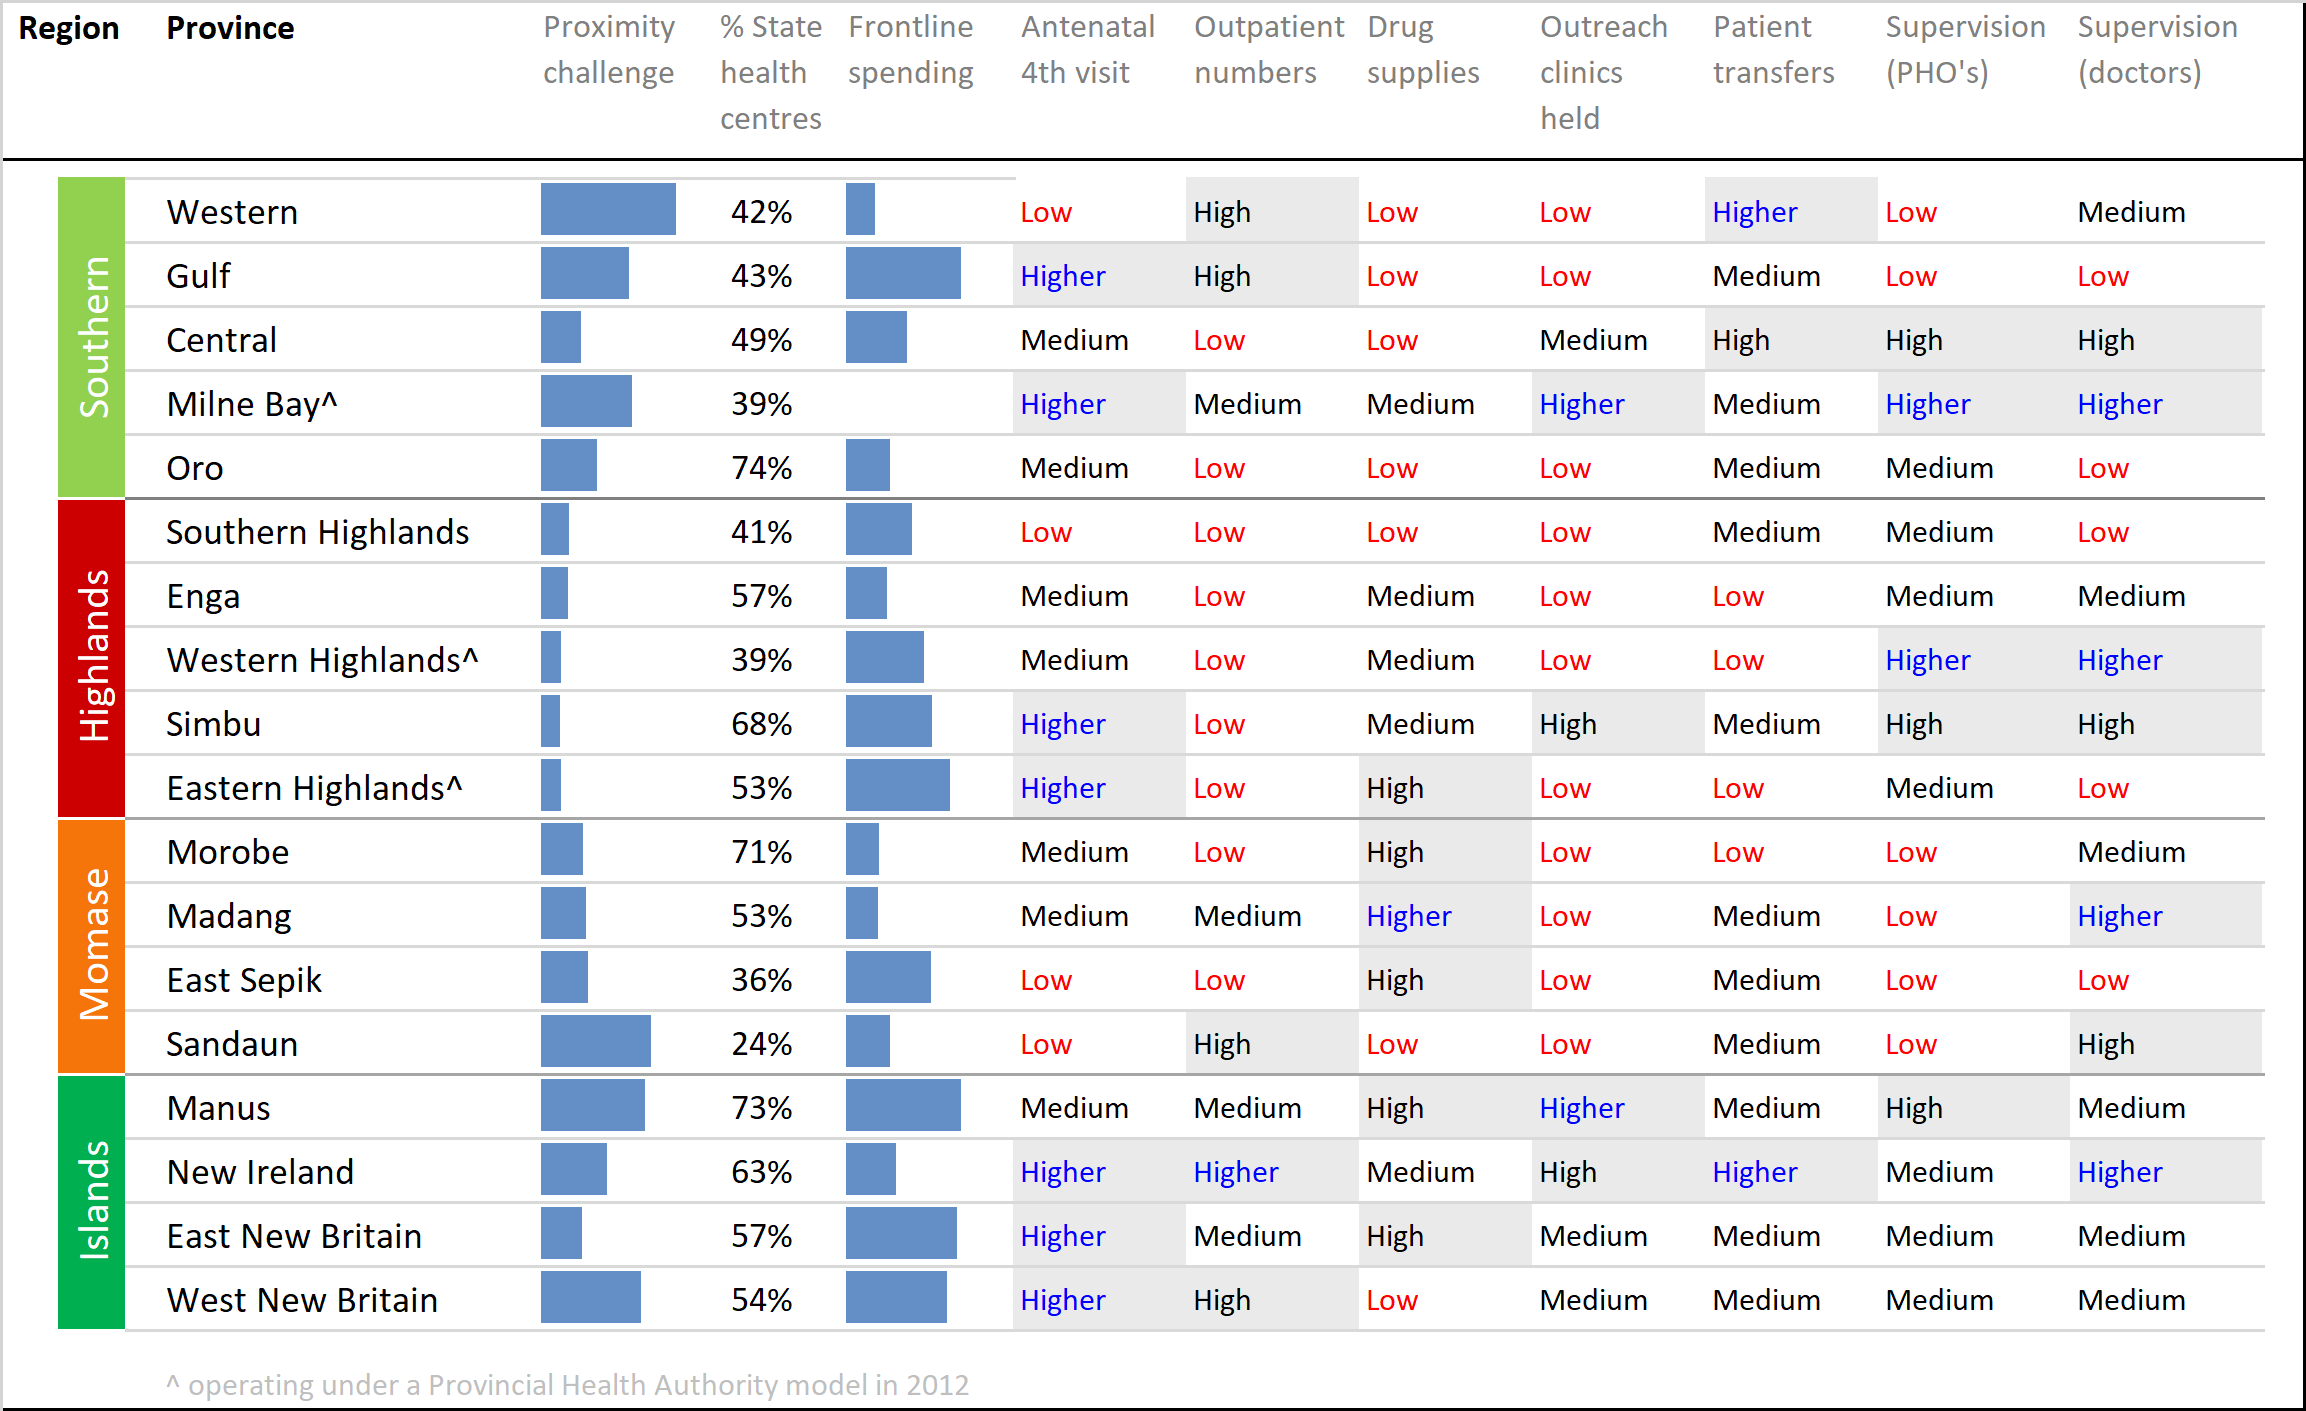 Region Province Proximity challenge % State health centres Frontline spending Antenatal 4th visit Outpatient numbers Drug supplies Outreach clinics held Patient transfers Supervision (PHO's) Supervision (doctors)
Southern
Western 42% Low High Low Low Higher Low Medium
Gulf 43% Higher High Low Low Medium Low Low
Central 49% Medium Low Low Medium High High High
Milne Bay^ 39% Higher Medium Medium Higher Medium Higher Higher
Oro 74% Medium Low Low Low Medium Medium Low
Highlands
Southern Highlands 41% Low Low Low Low Medium Medium Low
Enga 57% Medium Low Medium Low Low Medium Medium
Western Highlands^ 39% Medium Low Medium Low Low Higher Higher
Simbu 68% Higher Low Medium High Medium High High
Eastern Highlands^ 53% Higher Low High Low Low Medium Low
Momase
Morobe 71% Medium Low High Low Low Low Medium
Madang 53% Medium Medium Higher Low Medium Low Higher
East Sepik 36% Low Low High Low Medium Low Low
Sandaun 24% Low High Low Low Medium Low High
Islands
Manus 73% Medium Medium High Higher Medium High Medium
New Ireland 63% Higher Higher Medium High Higher Medium Higher
East New Britain 57% Higher Medium High Medium Medium Medium Medium
West New Britain 54% Higher High Low Medium Medium Medium Medium
^ operating under a Provincial Health Authority model in 2012